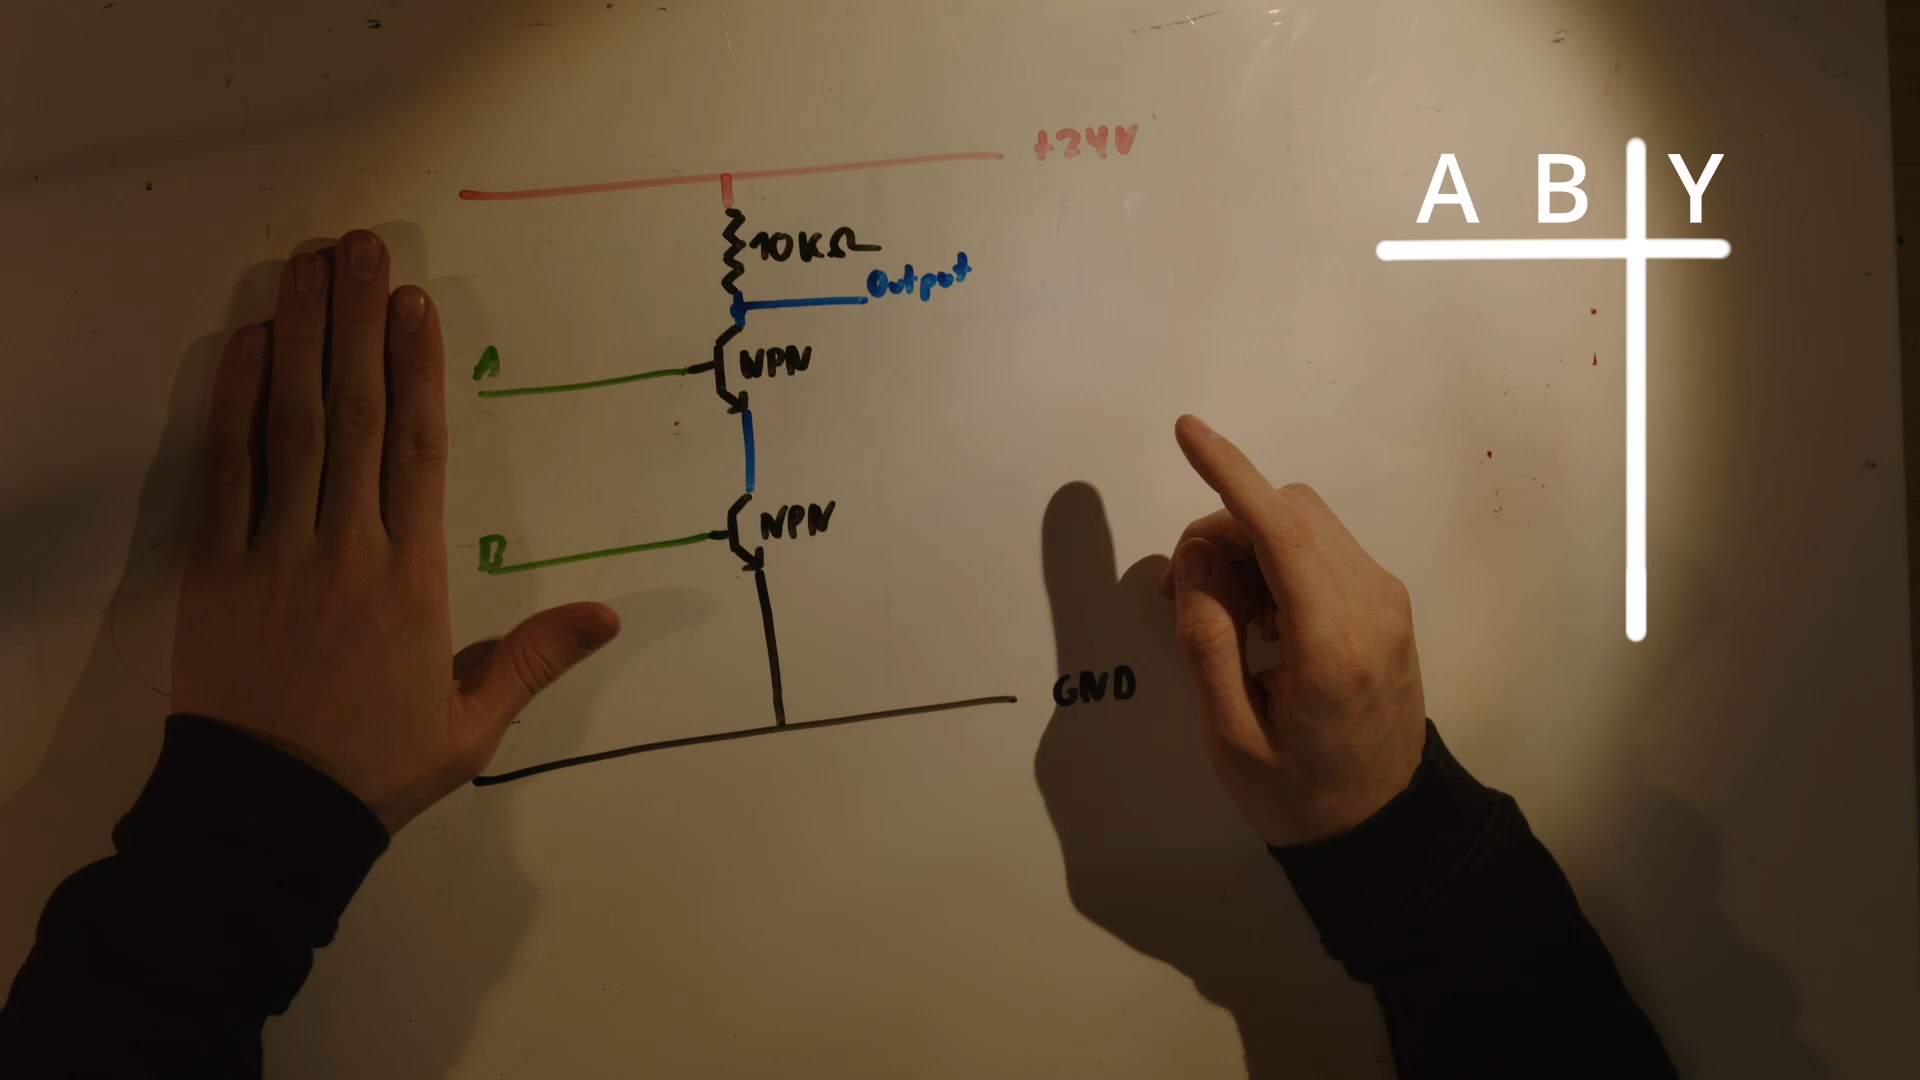 +24V
10KΩ
Output
A
NPN
B
NPN
GND
A B Y